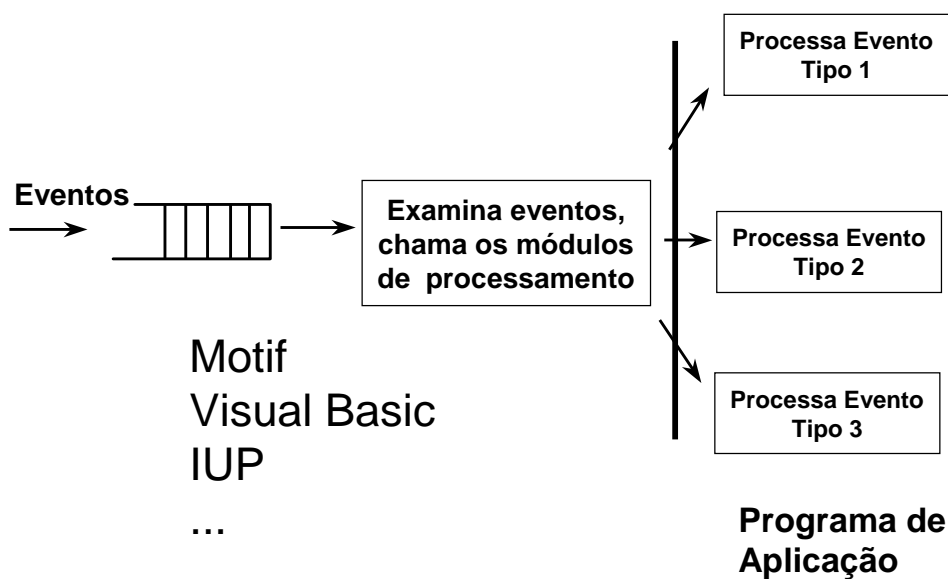 Processa Evento
Tipo 1
Eventos
Examina eventos,
chama os módulos
de processamento
Processa Evento
Tipo 2
Processa Evento
Tipo 3
Motif
Visual Basic
IUP
...
Programa de
Aplicação